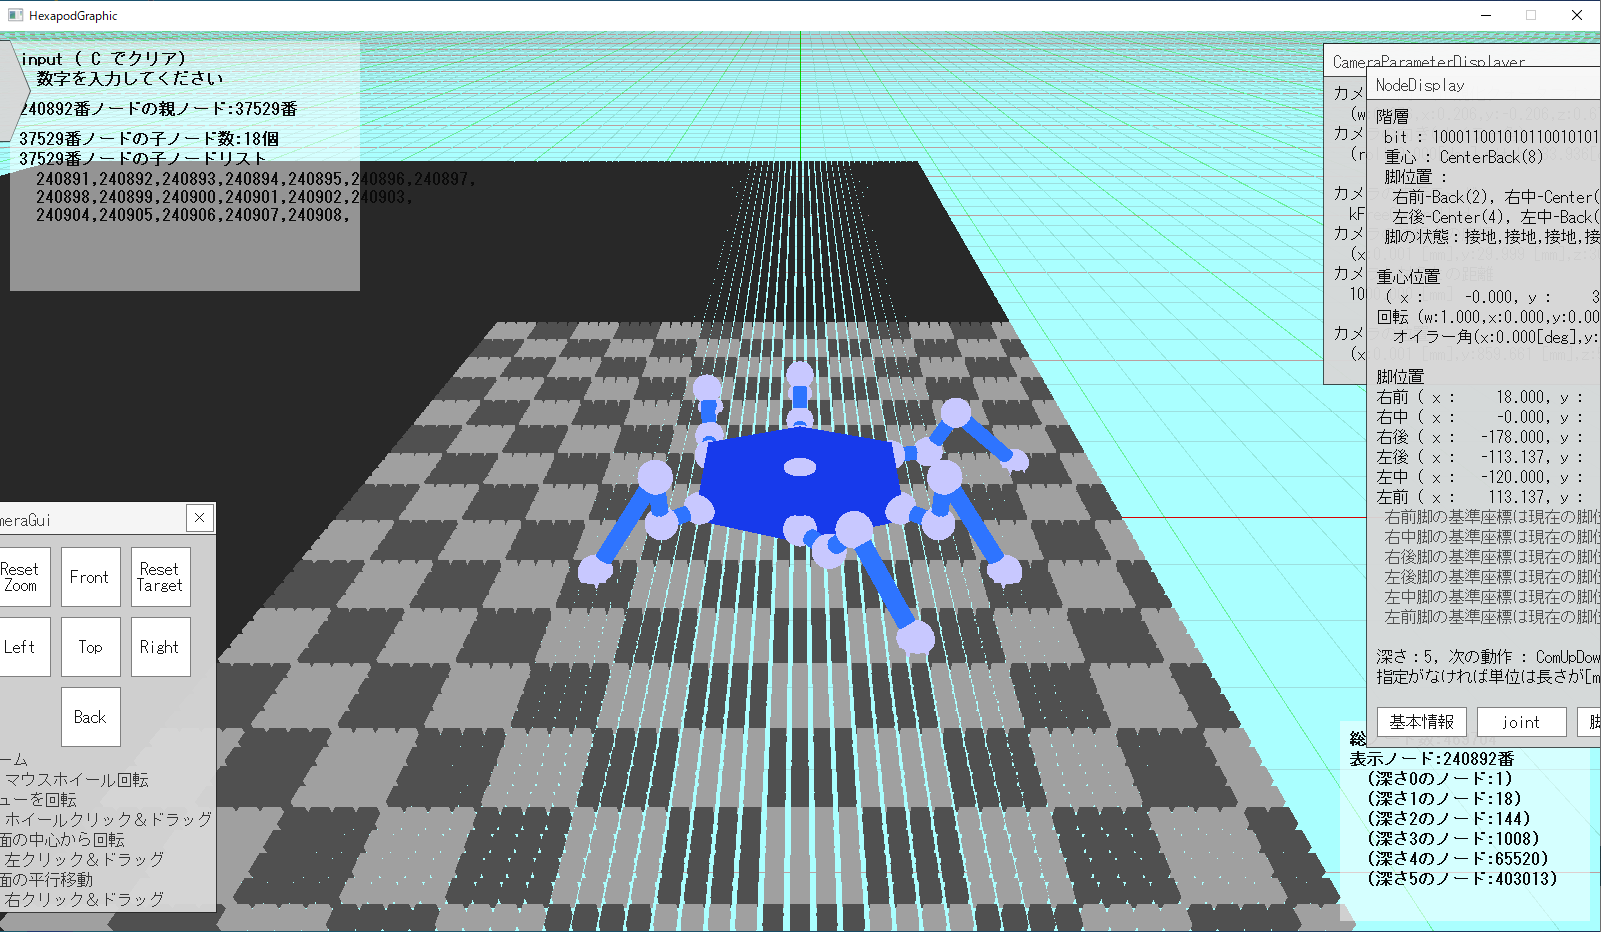 HexapodGraphic
input ( C でクリア)
数字を入力してください
240892番ノードの親ノード:37529番
37529番ノードの子ノード数:18個
37529番ノードの子ノードリスト
240891,240892,240893,240894,240895,240896,240897,
240898,240899,240900,240901,240902,240903,
240904,240905,240906,240907,240908,
CameraParameterDisplayer
カメ
(w
カメ
(r
カメ
kF
カメ
(x
カメ
10
カメ
(x
NodeDisplay
階層
bit : 100011001010110010101
重心 : CenterBack(8)
脚位置 :
右前-Back(2), 右中-Center(
左後-Center(4), 左中-Back(
脚の状態：接地,接地,接地,接
重心位置
( x : -0.000, y : 3
回転 (w:1.000,x:0.000,y:0.00
オイラー角(x:0.000[deg],y:
脚位置
右前 ( x : 18.000, y :
右中 ( x : -0.000, y :
右後 ( x : -178.000, y :
左後 ( x : -113.137, y :
左中 ( x : -120.000, y :
左前 ( x : 113.137, y :
右前脚の基準座標は現在の脚位
右中脚の基準座標は現在の脚位
右後脚の基準座標は現在の脚位
左後脚の基準座標は現在の脚位
左中脚の基準座標は現在の脚位
左前脚の基準座標は現在の脚位
深さ：5, 次の動作 : ComUpDow
指定がなければ単位は長さが[m
基本情報
joint
脚
meraGui
Reset Zoom
Front
Reset Target
Left
Top
Right
Back
ーム
マウスホイール回転
ューを回転
ホイールクリック＆ドラッグ
面の中心から回転
左クリック＆ドラッグ
面の平行移動
右クリック＆ドラッグ
総
表示ノード:240892番
(深さ0のノード:1)
(深さ1のノード:18)
(深さ2のノード:144)
(深さ3のノード:1008)
(深さ4のノード:65520)
(深さ5のノード:403013)